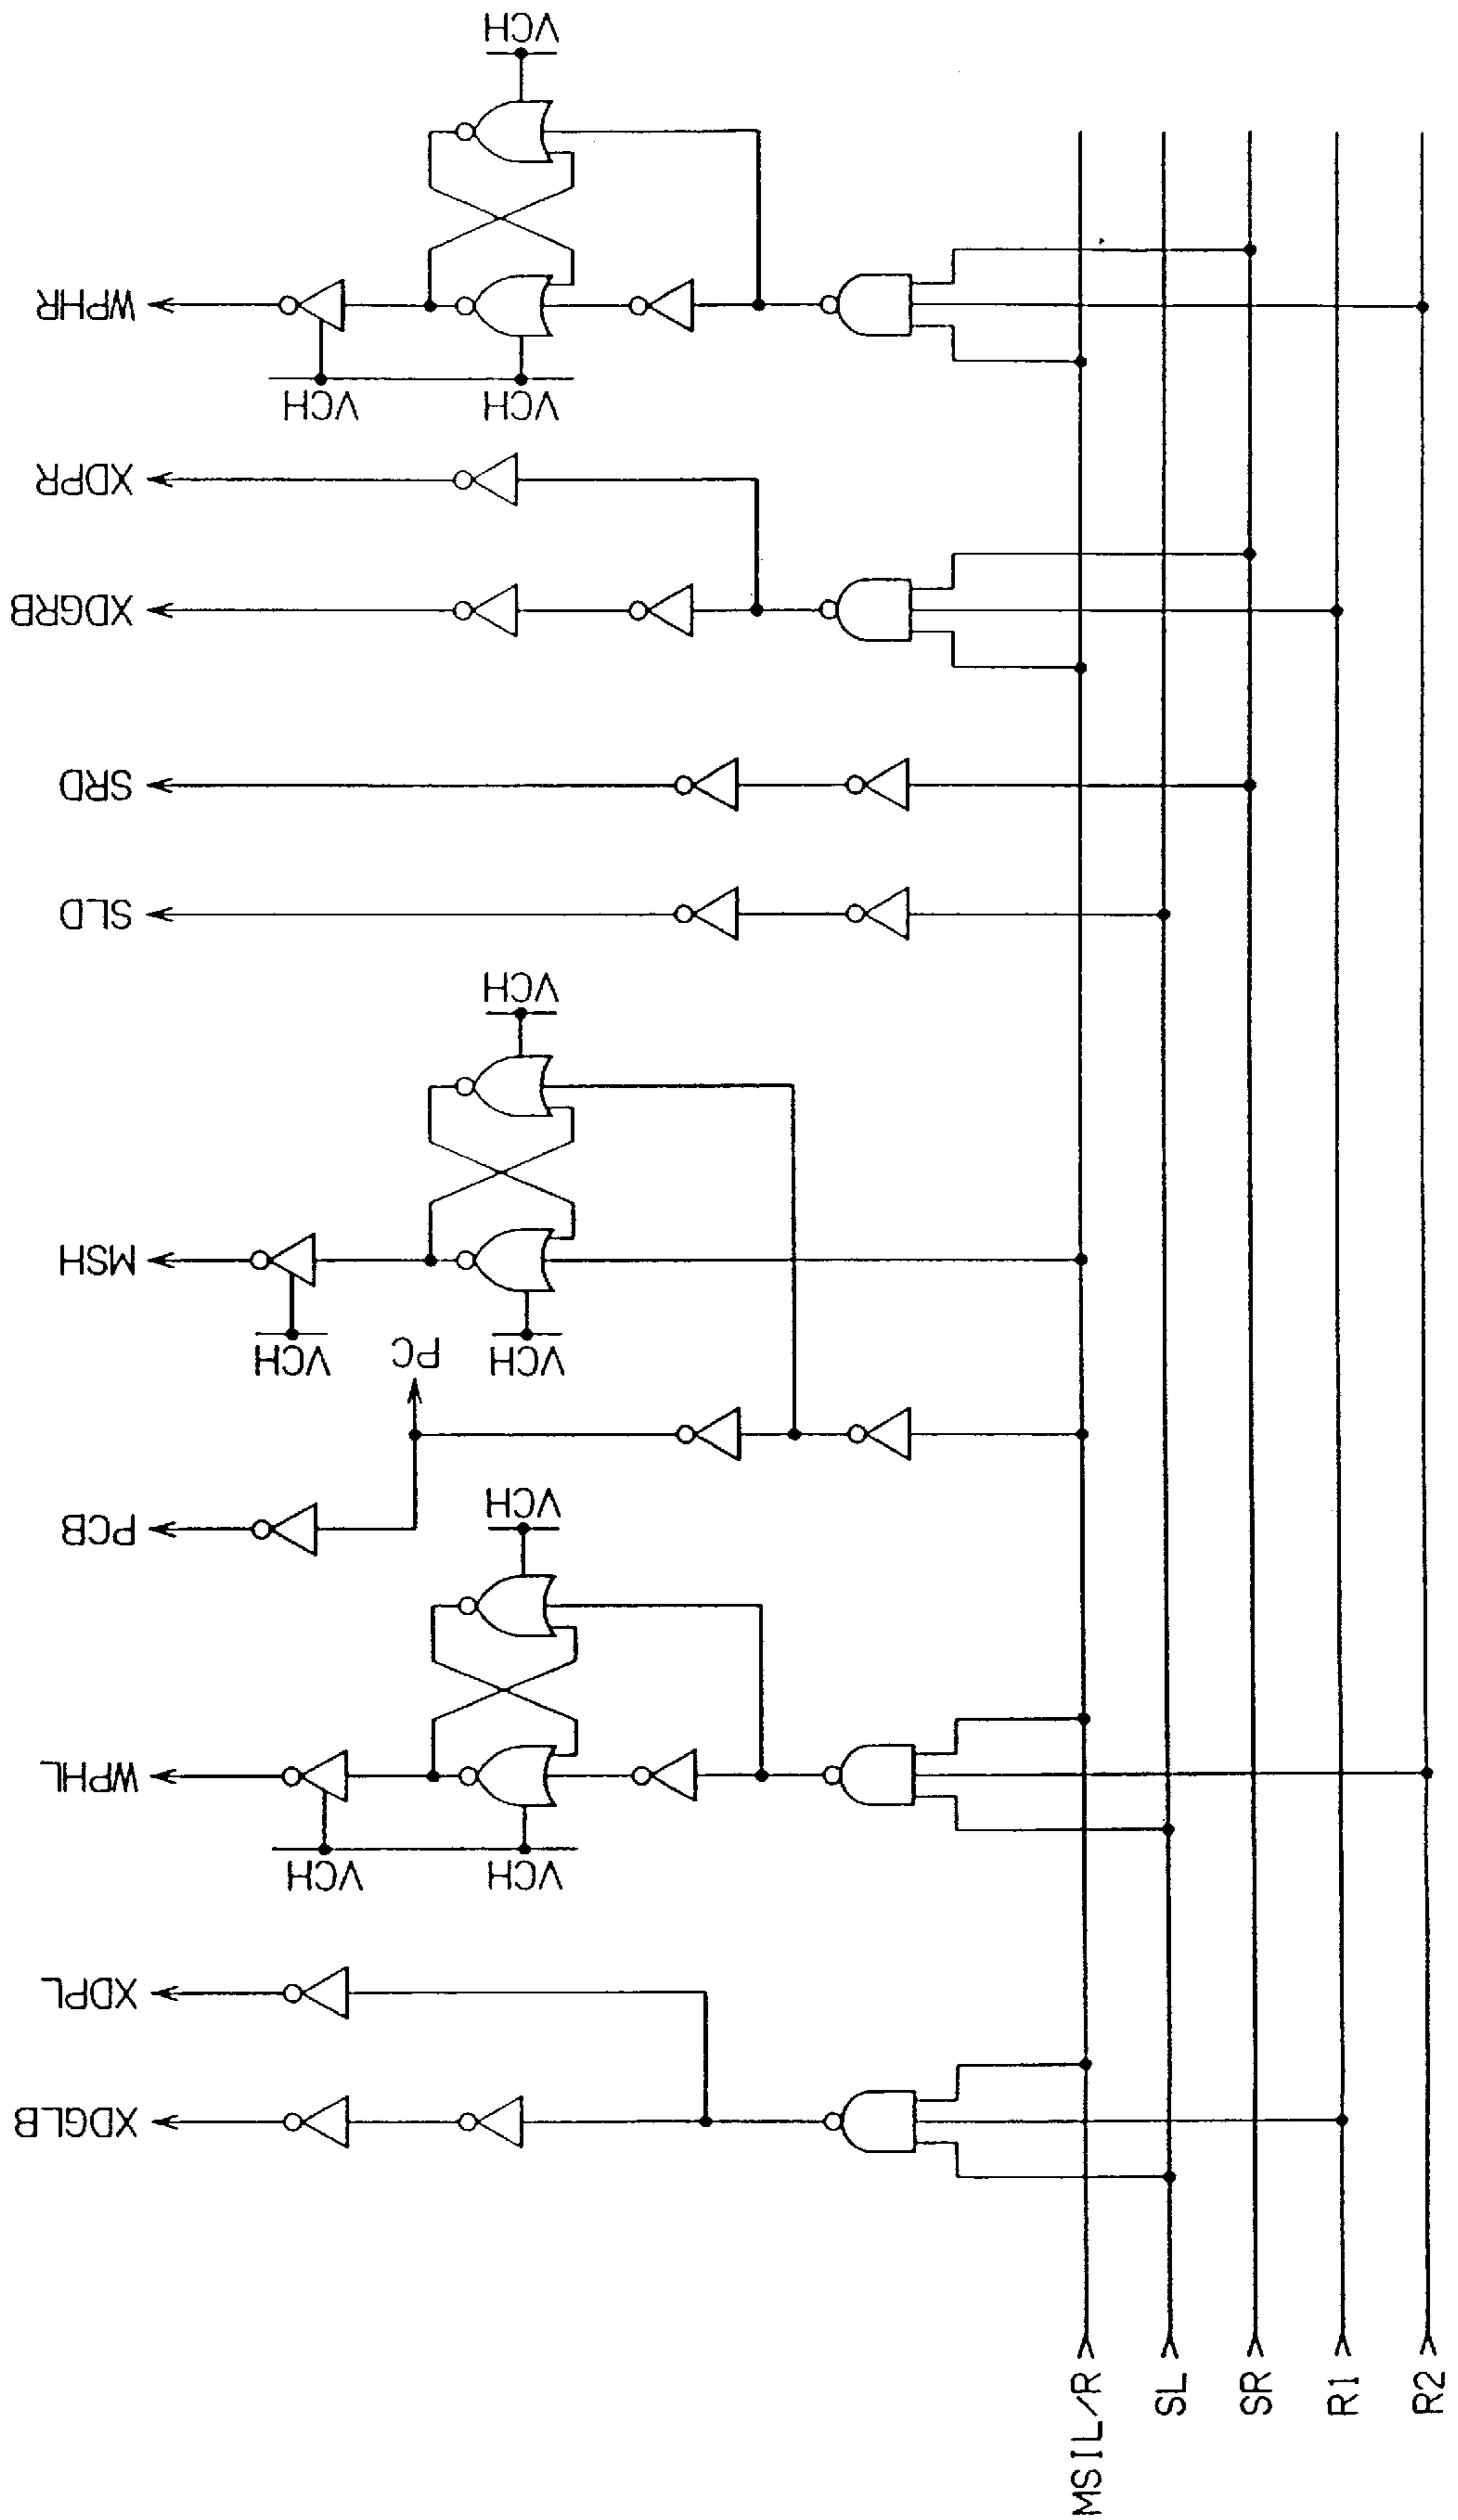 VCH
WPHR
VCH
VCH
XDPR
XDGRB
SRD
SLD
VCH
MSH
VCH
PC
VCH
PCB
VCH
WPHL
VCH
VCH
XDPL
XDGLB
MSIL/R
SL
SR
R1
R2